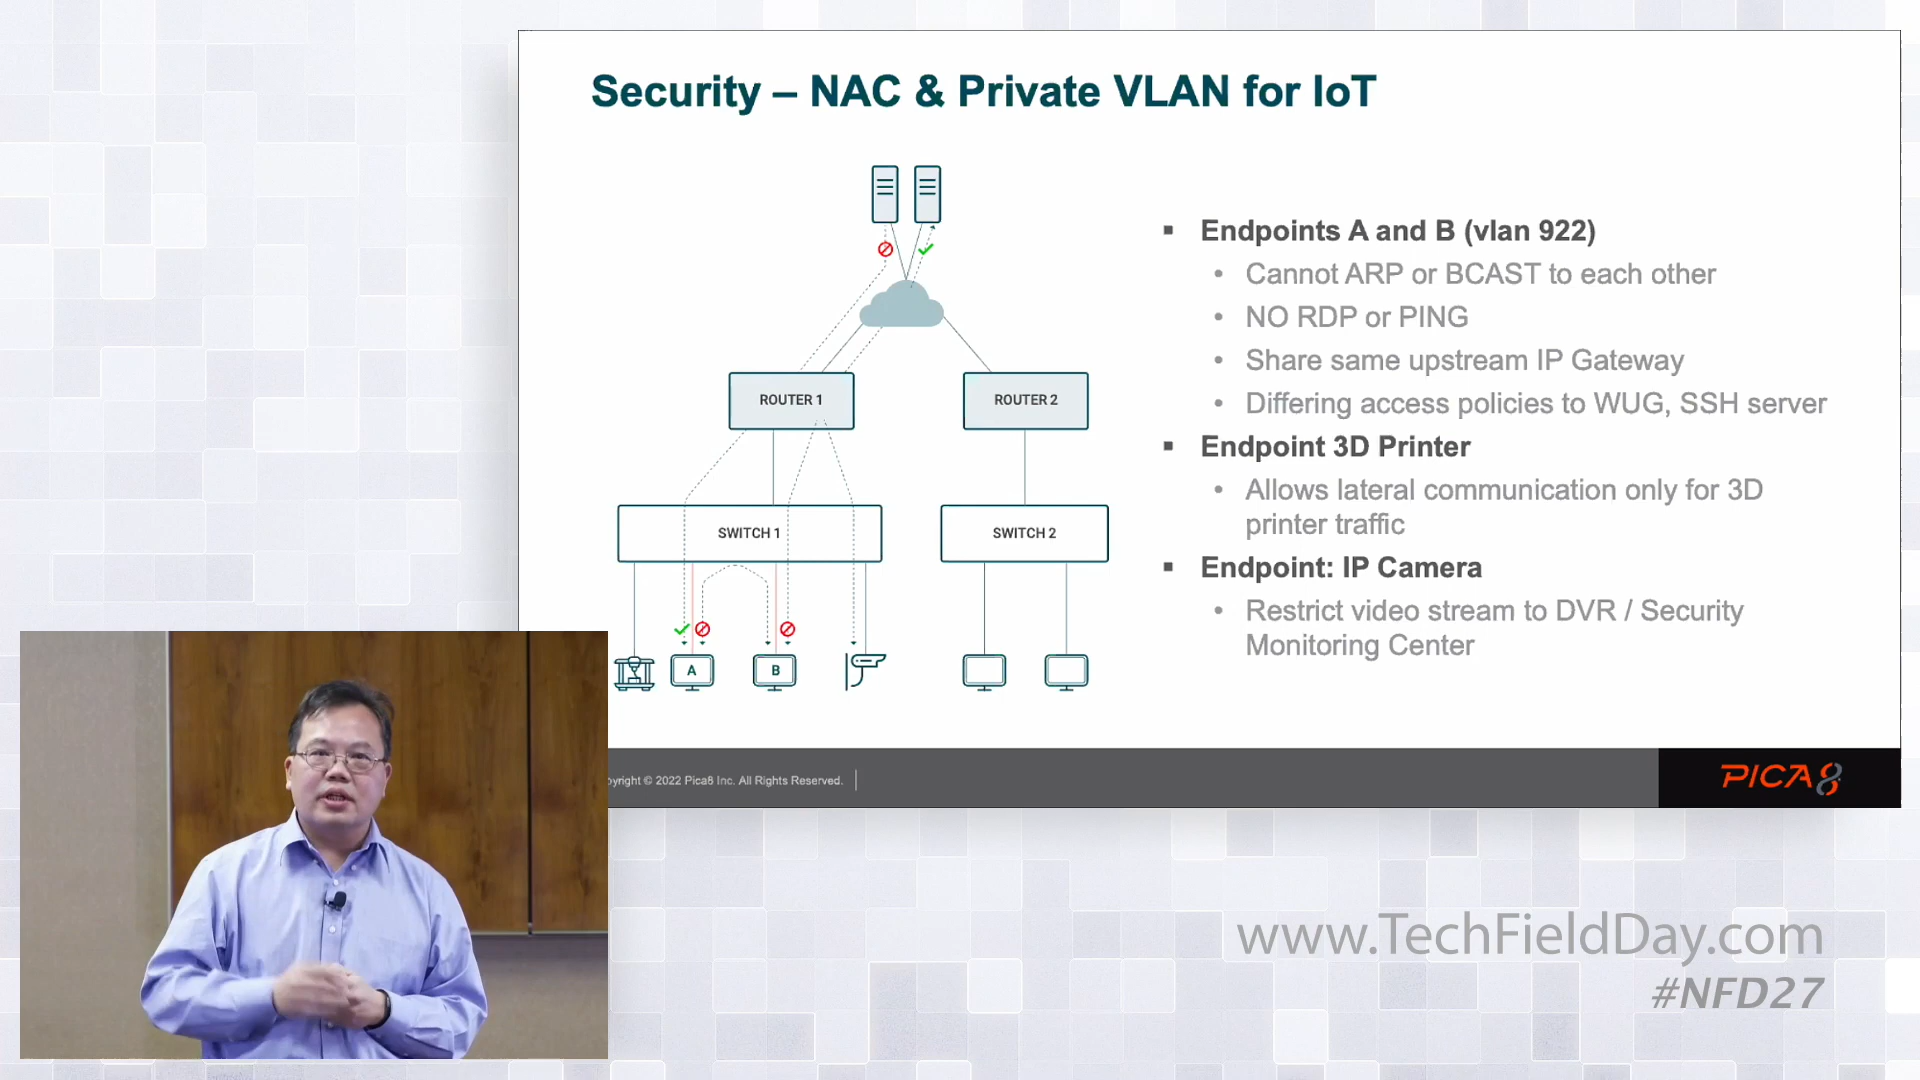 Security – NAC & Private VLAN for IoT
ROUTER 1
ROUTER 2
SWITCH 1
SWITCH 2
A
B
▪ Endpoints A and B (vlan 922)
• Cannot ARP or BCAST to each other
• NO RDP or PING
• Share same upstream IP Gateway
• Differing access policies to WUG, SSH server
▪ Endpoint 3D Printer
• Allows lateral communication only for 3D
printer traffic
▪ Endpoint: IP Camera
• Restrict video stream to DVR / Security
Monitoring Center
© 2022 Pica8 Inc. All Rights Reserved.
PICA8
www.TechFieldDay.com
#NFD27